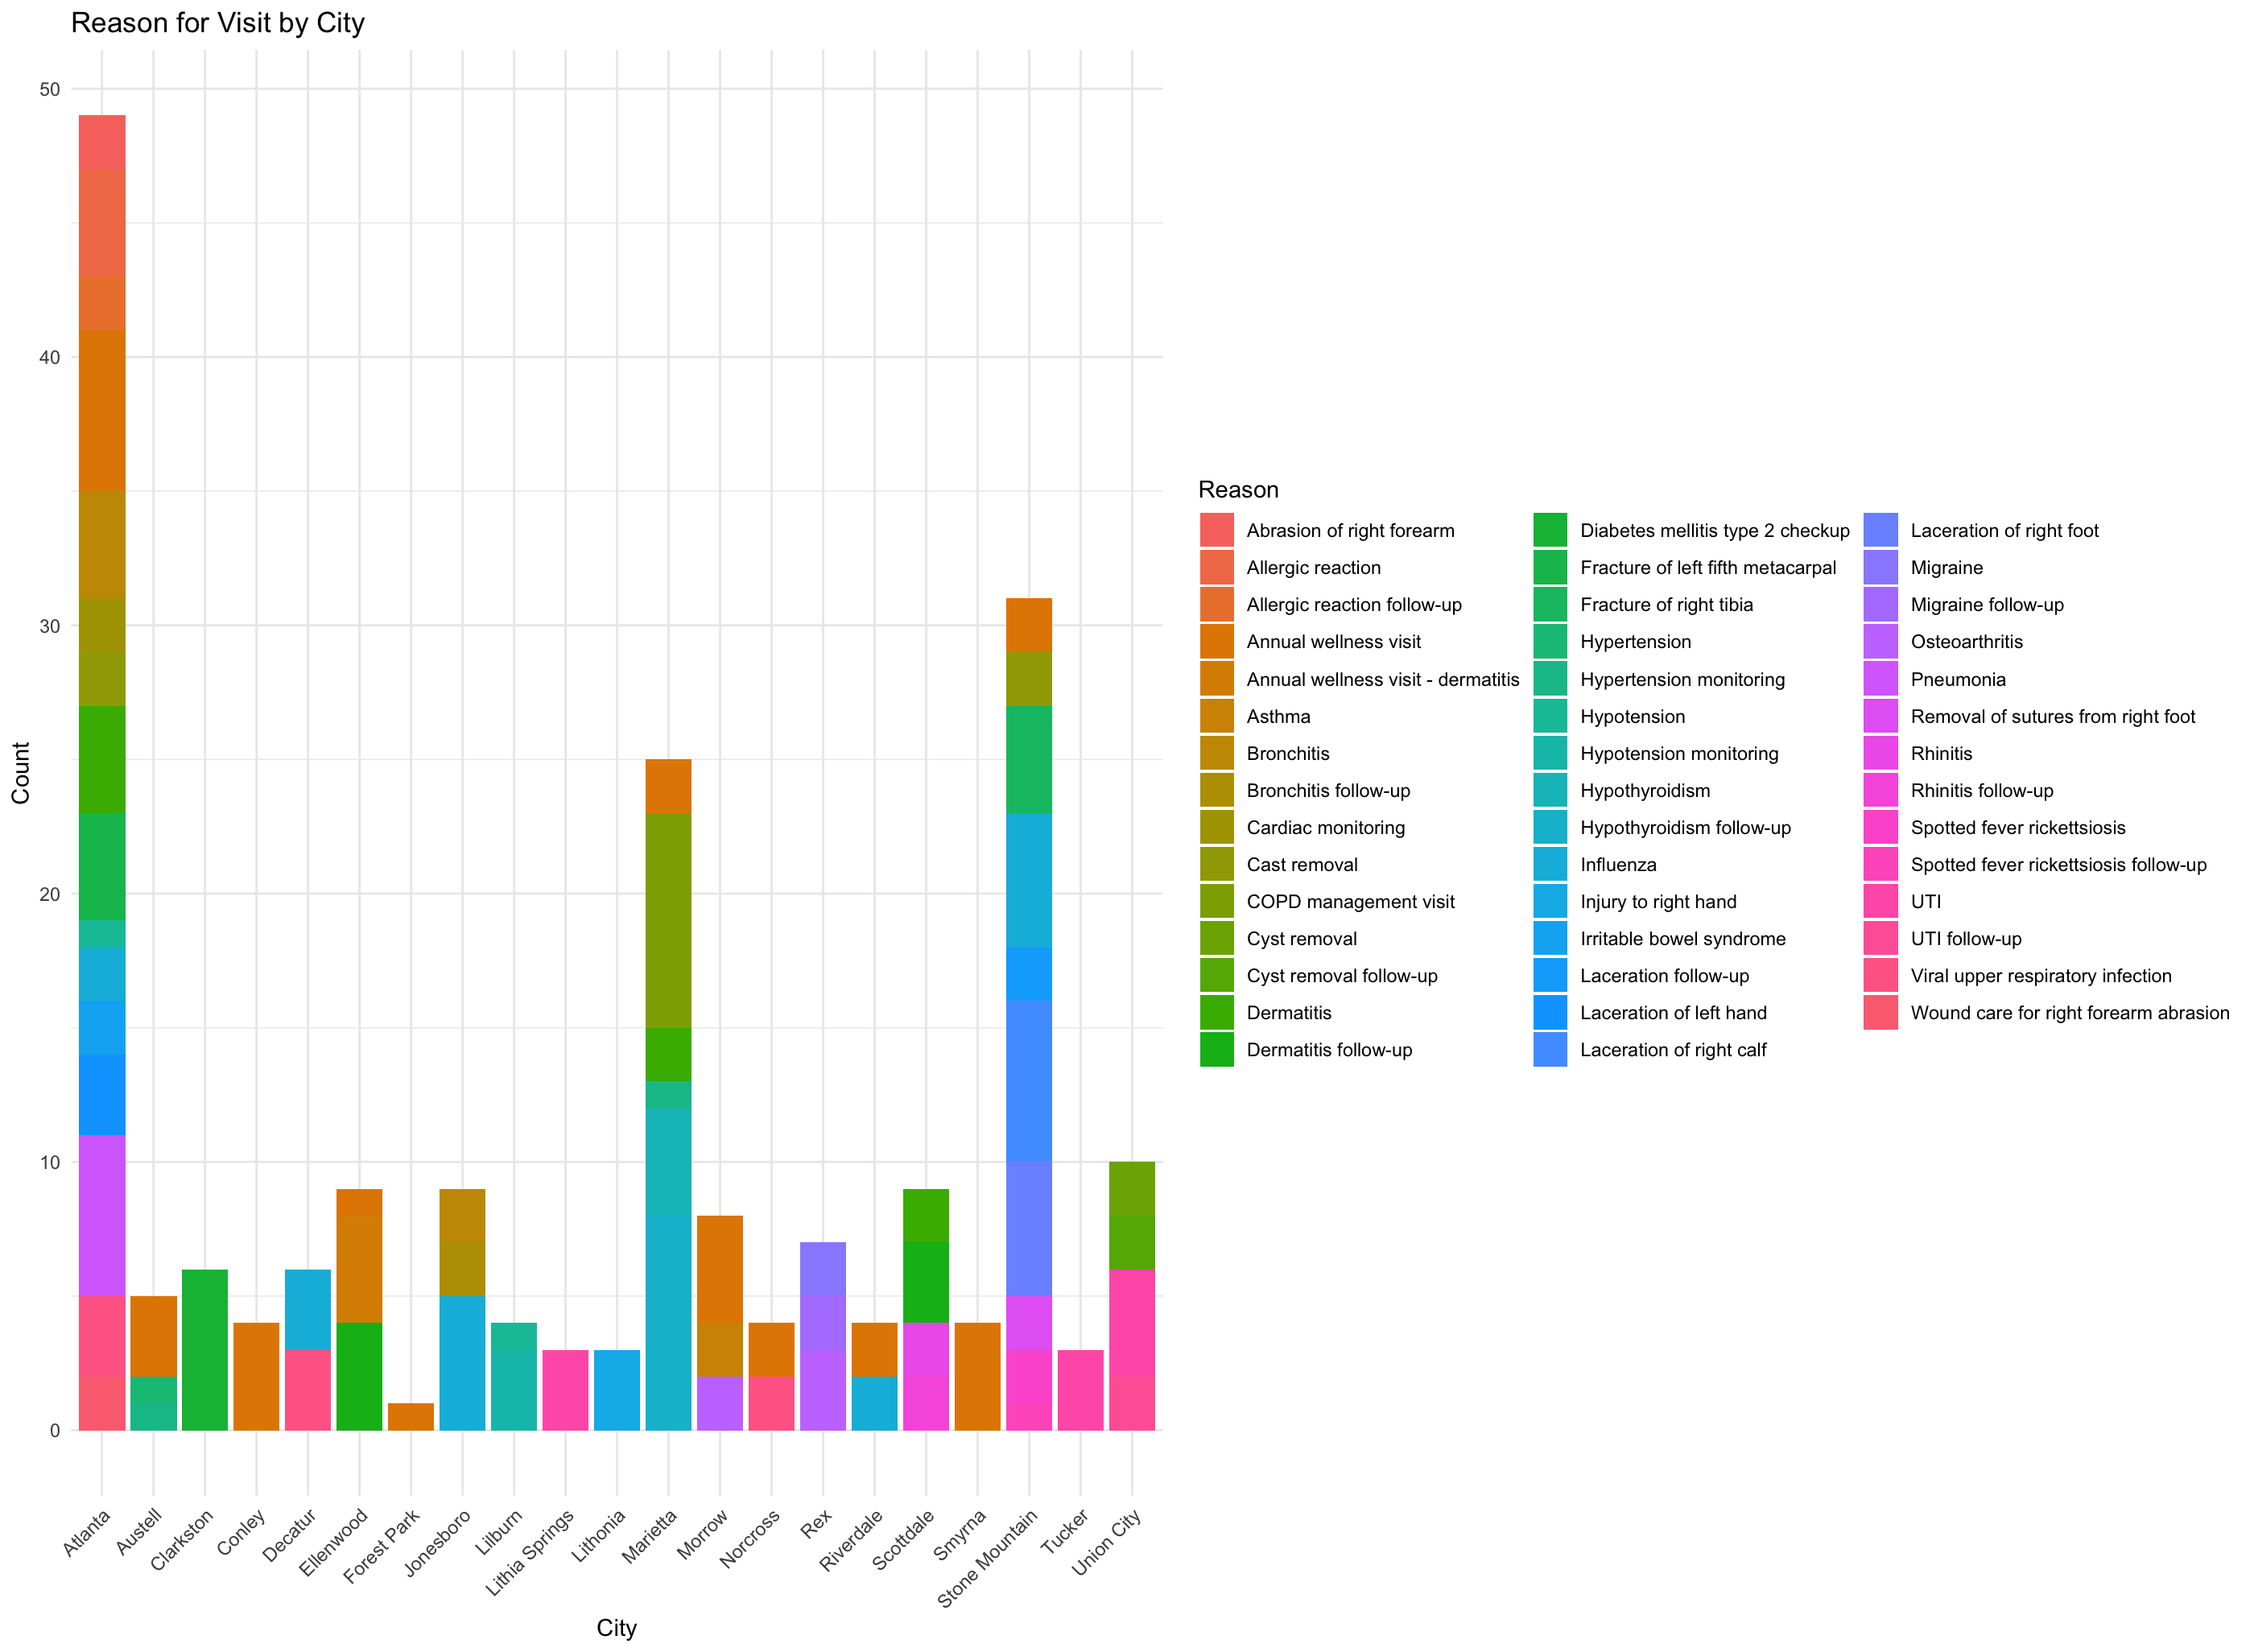 Reason for Visit by City
50
40
30
20
10
0
Count
Atlanta
Austell
Clarkston
Conley
Decatur
Ellenwood
Forest Park
Jonesboro
Lilburn
Lithia Springs
Lithonia
Marietta
Morrow
Norcross
Rex
Riverdale
Scottdale
Smyrna
Stone Mountain
Tucker
Union City
City
Reason
Abrasion of right forearm
Allergic reaction
Allergic reaction follow-up
Annual wellness visit
Annual wellness visit - dermatitis
Asthma
Bronchitis
Bronchitis follow-up
Cardiac monitoring
Cast removal
COPD management visit
Cyst removal
Cyst removal follow-up
Dermatitis
Dermatitis follow-up
Diabetes mellitis type 2 checkup
Fracture of left fifth metacarpal
Fracture of right tibia
Hypertension
Hypertension monitoring
Hypotension
Hypotension monitoring
Hypothyroidism
Hypothyroidism follow-up
Influenza
Injury to right hand
Irritable bowel syndrome
Laceration follow-up
Laceration of left hand
Laceration of right calf
Laceration of right foot
Migraine
Migraine follow-up
Osteoarthritis
Pneumonia
Removal of sutures from right foot
Rhinitis
Rhinitis follow-up
Spotted fever rickettsiosis
Spotted fever rickettsiosis follow-up
UTI
UTI follow-up
Viral upper respiratory infection
Wound care for right forearm abrasion